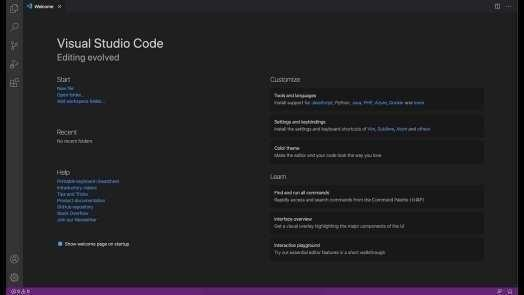 Welcome
Visual Studio Code
Editing evolved
Start
New file
Open folder...
Add workspace folder...
Recent
No recent folders
Help
Printable keyboard cheatsheet
Introductory videos
Tips and Tricks
Product documentation
GitHub repository
Stack Overflow
Join our Newsletter
Show welcome page on startup
Customize
Tools and languages
Install support for JavaScript, Python, Java, PHP, Azure, Docker and more
Settings and keybindings
Install the settings and keyboard shortcuts of Vim, Sublime, Atom and others
Color theme
Make the editor and your code look the way you love
Learn
Find and run all commands
Rapidly access and search commands from the Command Palette (⇧⌘P)
Interface overview
Get a visual overlay highlighting the major components of the UI
Interactive playground
Try out essential editor features in a short walkthrough
0 0